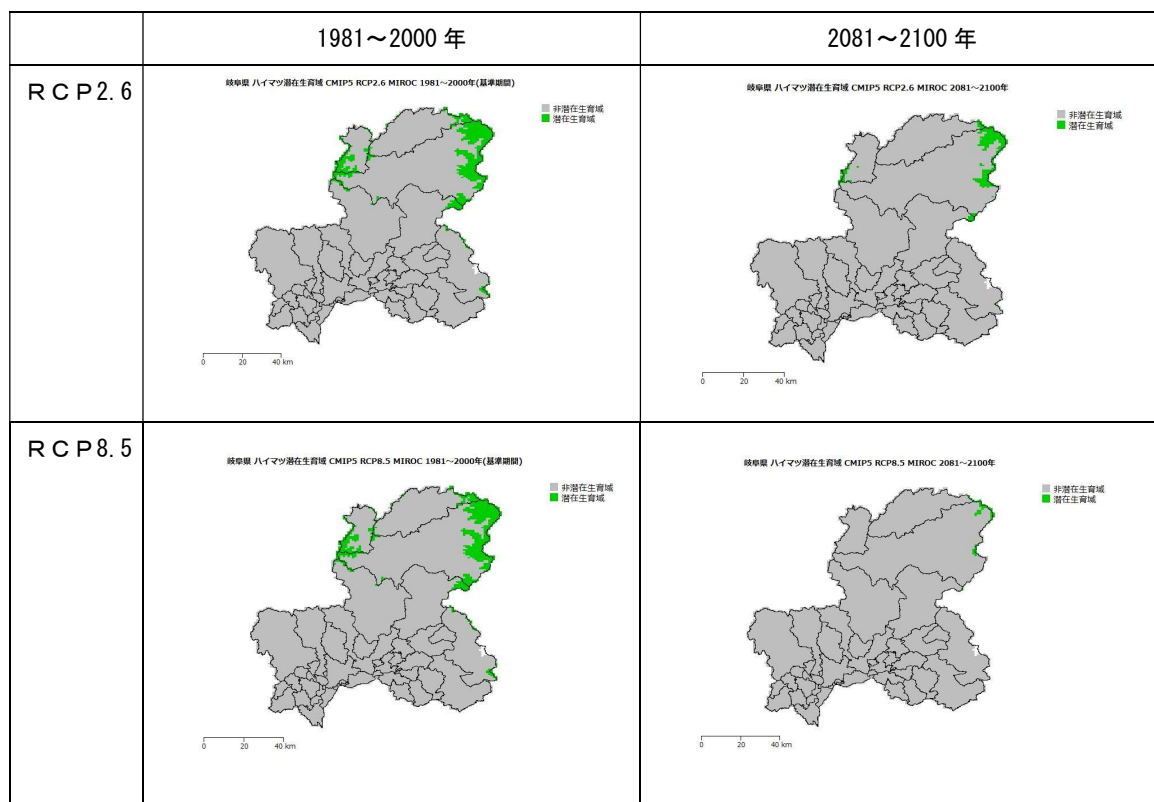 1981～2000 年
2081～2100 年
ＲＣＰ2.6
岐阜県 ハイマツ潜在生育域 CMIP5 RCP2.6 MIROC 1981～2000年(基準期間)
非潜在生育域
潜在生育域
0 20 40 km
岐阜県 ハイマツ潜在生育域 CMIP5 RCP2.6 MIROC 2081～2100年
非潜在生育域
潜在生育域
0 20 40 km
ＲＣＰ8.5
岐阜県 ハイマツ潜在生育域 CMIP5 RCP8.5 MIROC 1981～2000年(基準期間)
非潜在生育域
潜在生育域
0 20 40 km
岐阜県 ハイマツ潜在生育域 CMIP5 RCP8.5 MIROC 2081～2100年
非潜在生育域
潜在生育域
0 20 40 km